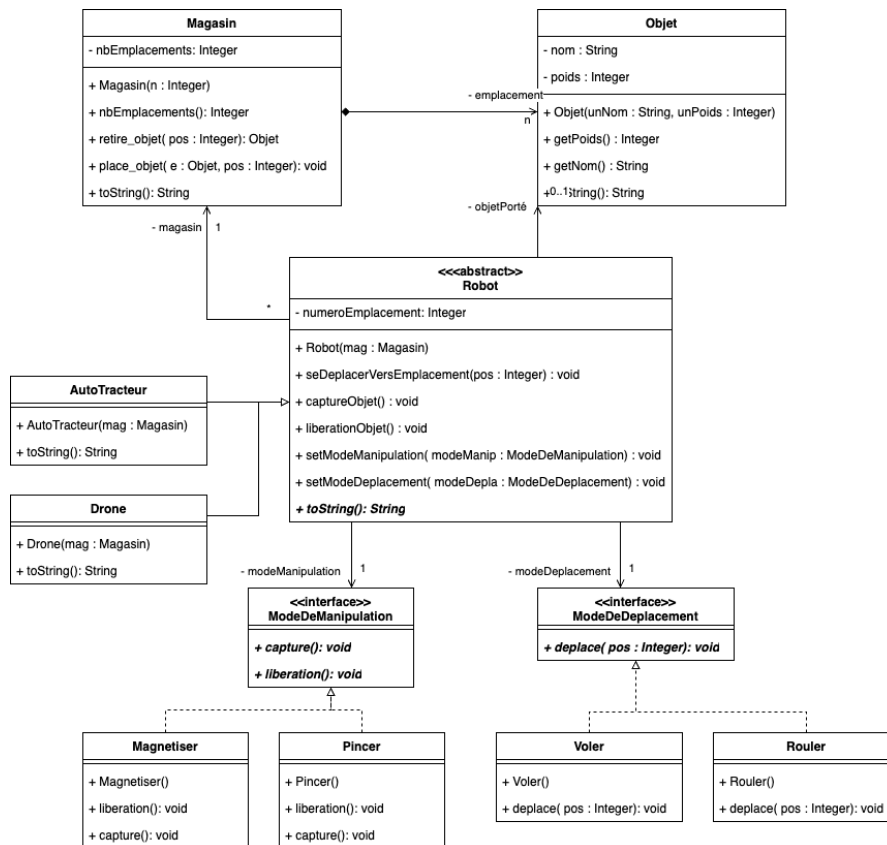 Magasin
- nbEmplacements: Integer
+ Magasin(n : Integer)
+ nbEmplacements(): Integer
+ retire_objet( pos : Integer): Objet
+ place_objet( e : Objet, pos : Integer): void
+ toString(): String
- emplacement
n
Objet
- nom : String
- poids : Integer
+ Objet(unNom : String, unPoids : Integer)
+ getPoids() : Integer
+ getNom() : String
+ String(): String
0..1
- magasin
1
- objetPorté
*
<<<abstract>>
Robot
- numeroEmplacement: Integer
+ Robot(mag : Magasin)
+ seDeplacerVersEmplacement(pos : Integer) : void
+ captureObjet() : void
+ liberationObjet() : void
+ setModeManipulation( modeManip : ModeDeManipulation) : void
+ setModeDeplacement( modeDepla : ModeDeDeplacement) : void
+ toString(): String
AutoTracteur
+ AutoTracteur(mag : Magasin)
+ toString(): String
Drone
+ Drone(mag : Magasin)
+ toString(): String
- modeManipulation
1
- modeDeplacement
1
<<interface>>
ModeDeManipulation
+ capture(): void
+ liberation(): void
<<interface>>
ModeDeDeplacement
+ deplace( pos : Integer): void
Magnetiser
+ Magnetiser()
+ liberation(): void
+ capture(): void
Pincer
+ Pincer()
+ liberation(): void
+ capture(): void
Voler
+ Voler()
+ deplace( pos : Integer): void
Rouler
+ Rouler()
+ deplace( pos : Integer): void